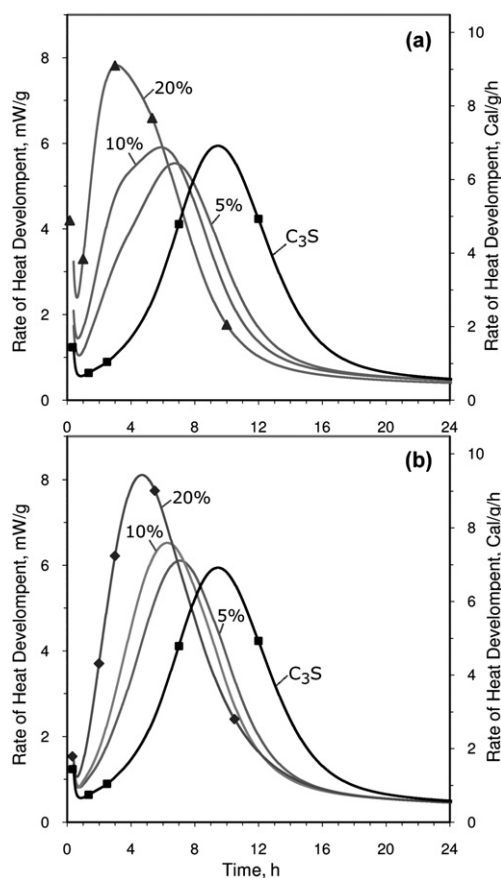 (a)
Rate of Heat Develompent, mW/g
Rate of Heat Develompent, Cal/g/h
8
6
4
2
0
10
8
6
4
2
0
20%
10%
5%
C₃S
0 4 8 12 16 20 24
(b)
Rate of Heat Develompent, mW/g
Rate of Heat Develompent, Cal/g/h
8
6
4
2
0
10
8
6
4
2
0
20%
10%
5%
C₃S
0 4 8 12 16 20 24
Time, h